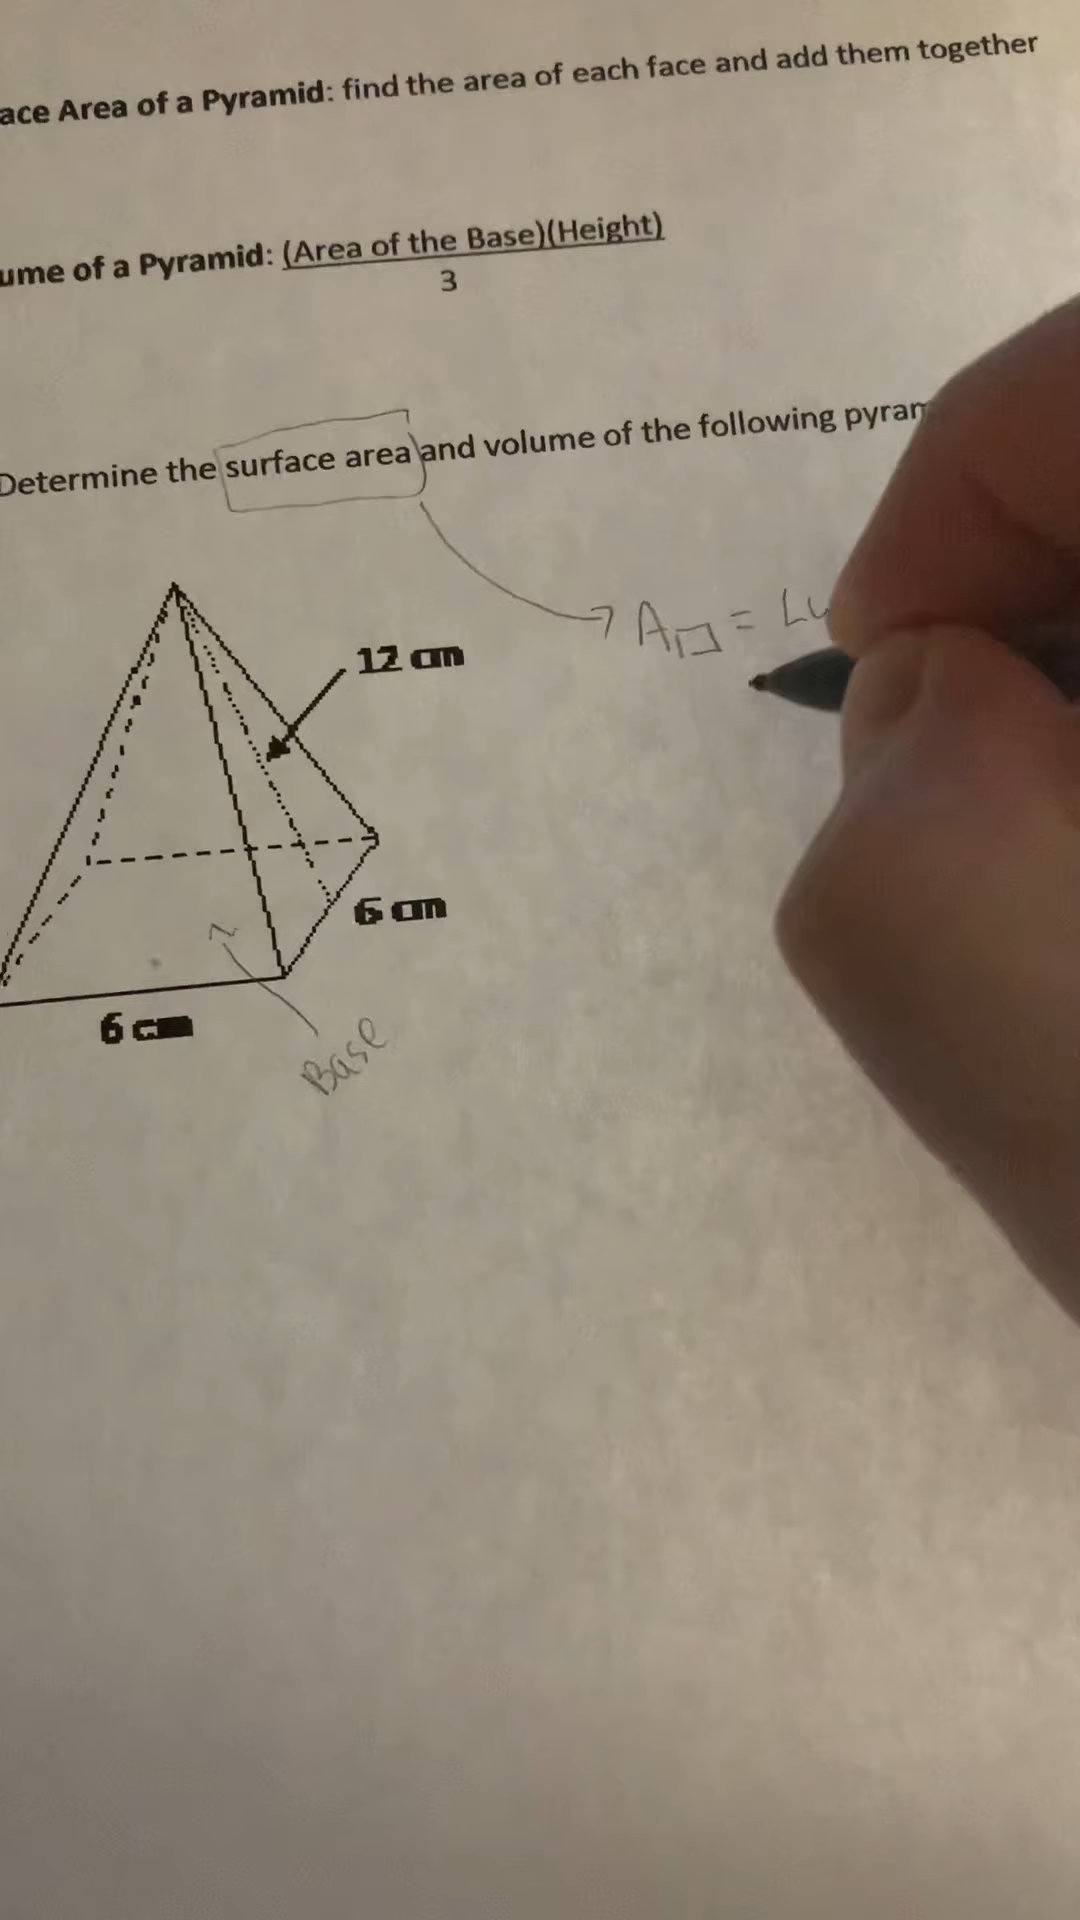 ace Area of a Pyramid: find the area of each face and add them together
ume of a Pyramid: (Area of the Base)(Height)
3
Determine the surface area and volume of the following pyram
A□ = Lw
12 cm
6 cm
6 cm
Base